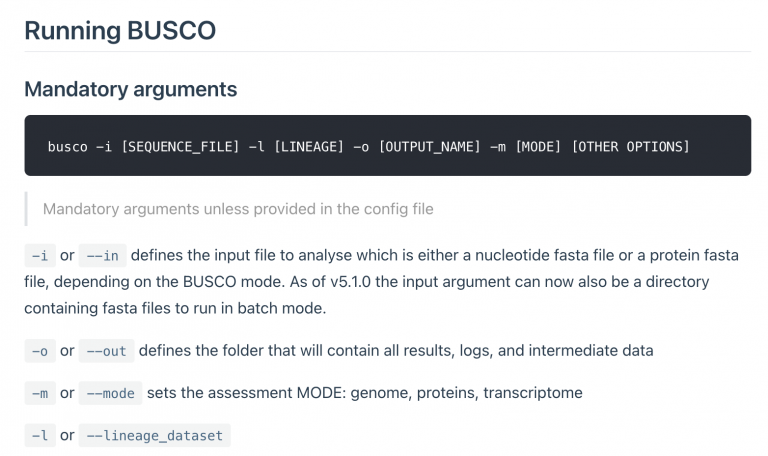 Running BUSCO
Mandatory arguments
busco -i [SEQUENCE_FILE] -l [LINEAGE] -o [OUTPUT_NAME] -m [MODE] [OTHER OPTIONS]
Mandatory arguments unless provided in the config file
-i or --in defines the input file to analyse which is either a nucleotide fasta file or a protein fasta
file, depending on the BUSCO mode. As of v5.1.0 the input argument can now also be a directory
containing fasta files to run in batch mode.
-o or --out defines the folder that will contain all results, logs, and intermediate data
-m or --mode sets the assessment MODE: genome, proteins, transcriptome
-l or --lineage_dataset